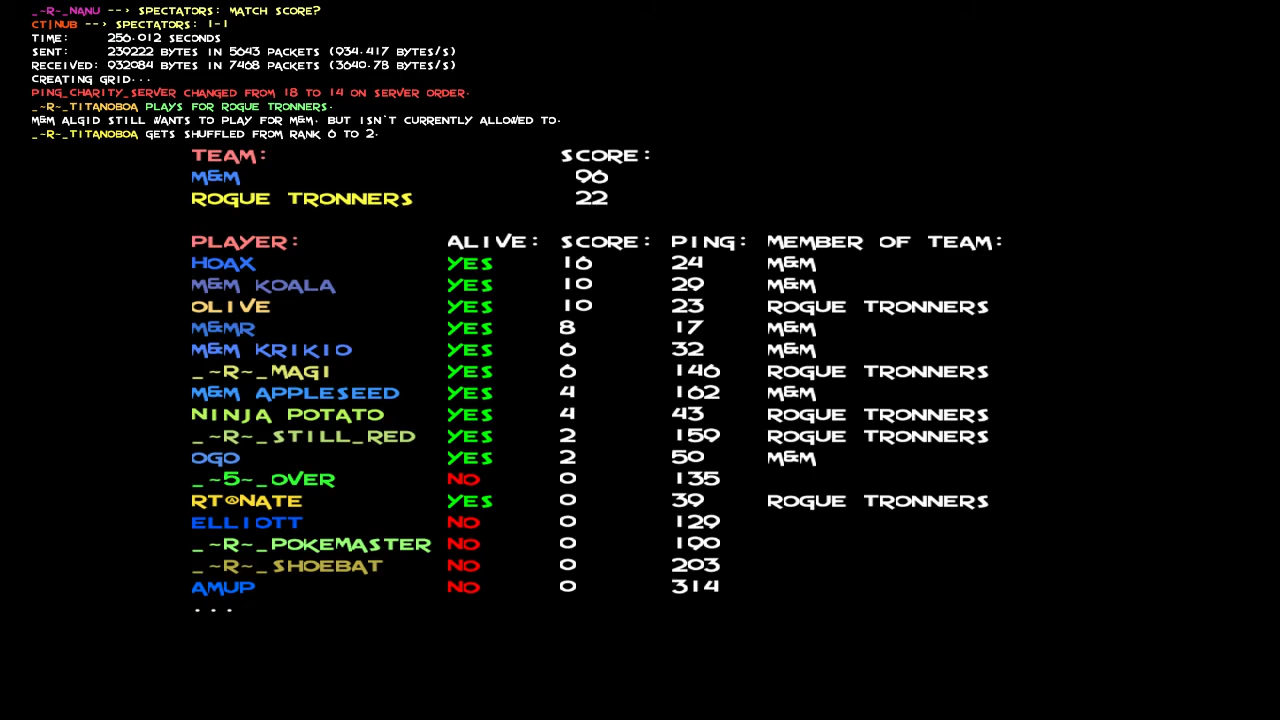 _~R~_NANU --> SPECTATORS: MATCH SCORE?
CT|NUB --> SPECTATORS: 1-1
TIME: 256.012 SECONDS
SENT: 239222 BYTES IN 5643 PACKETS (934.417 BYTES/S)
RECEIVED: 932084 BYTES IN 7468 PACKETS (3640.78 BYTES/S)
CREATING GRID...
PING_CHARITY_SERVER CHANGED FROM 18 TO 14 ON SERVER ORDER.
_~R~_TITANOBOA PLAYS FOR ROGUE TRONNERS.
M&M ALGID STILL WANTS TO PLAY FOR M&M, BUT ISN'T CURRENTLY ALLOWED TO.
_~R~_TITANOBOA GETS SHUFFLED FROM RANK 6 TO 2.
TEAM: SCORE:
M&M 96
ROGUE TRONNERS 22
PLAYER: ALIVE: SCORE: PING: MEMBER OF TEAM:
HOAX YES 16 24 M&M
M&M KOALA YES 10 29 M&M
OLIVE YES 10 23 ROGUE TRONNERS
M&MR YES 8 17 M&M
M&M KRIKIO YES 6 32 M&M
_~R~_MAGI YES 6 146 ROGUE TRONNERS
M&M APPLESEED YES 4 162 M&M
NINJA POTATO YES 4 43 ROGUE TRONNERS
_~R~_STILL_RED YES 2 159 ROGUE TRONNERS
OGO YES 2 50 M&M
_~5~_OVER NO 0 135
RT@NATE YES 0 39 ROGUE TRONNERS
ELLIOTT NO 0 129
_~R~_POKEMASTER NO 0 190
_~R~_SHOEBAT NO 0 203
AMUP NO 0 314
...